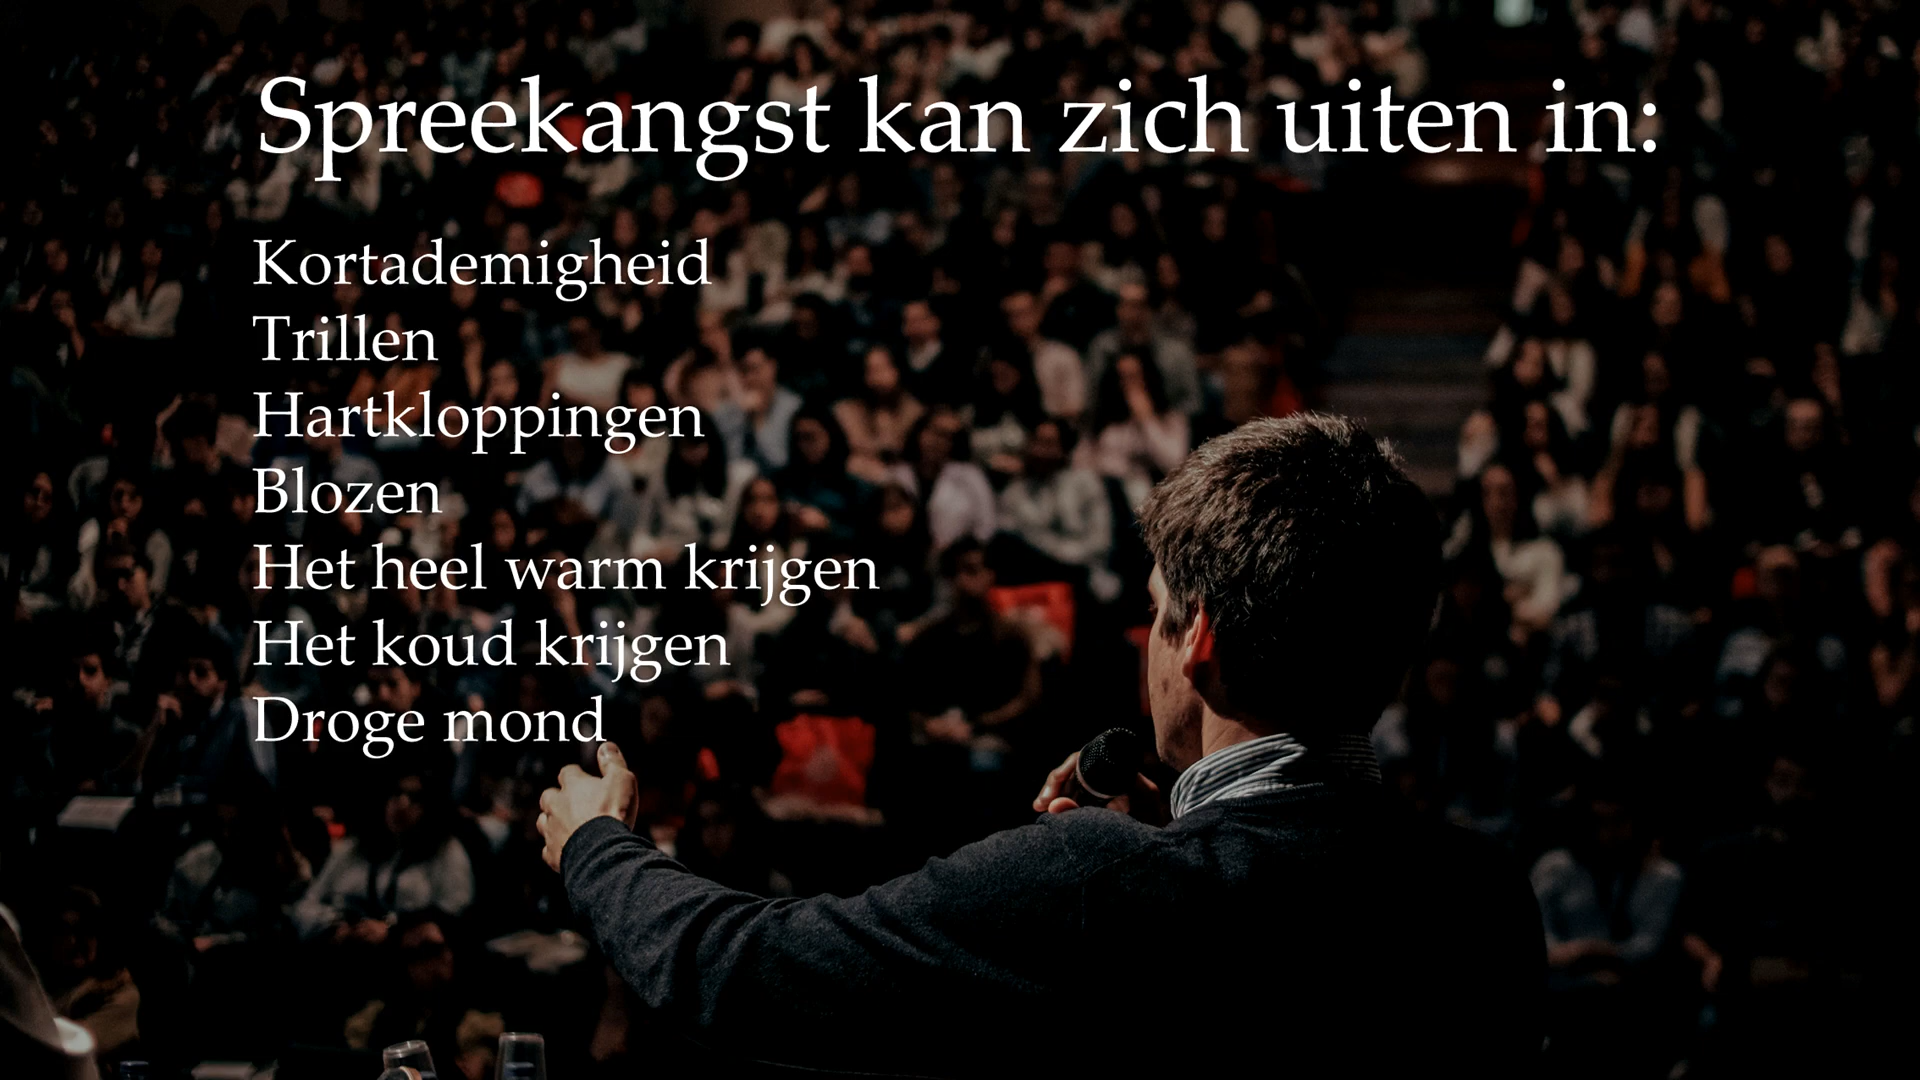 Spreekangst kan zich uiten in:
Kortademigheid
Trillen
Hartkloppingen
Blozen
Het heel warm krijgen
Het koud krijgen
Droge mond